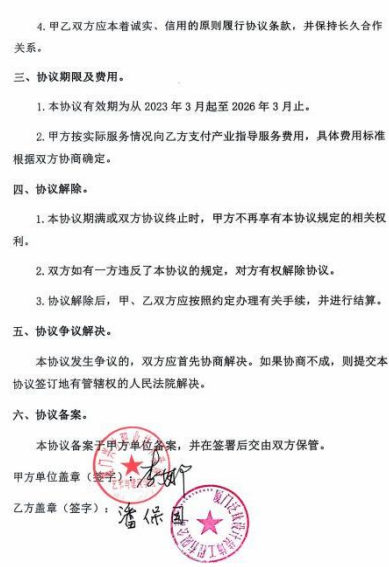 4.甲乙双方应本着诚实、信用的原则履行协议条款，并保持长久合作
关系。
三、协议期限及费用。
1.本协议有效期为从 2023 年 3 月起至 2026 年 3 月止。
2.甲方按实际服务情况向乙方支付产业指导服务费用，具体费用标准
根据双方协商确定。
四、协议解除。
1.本协议期满或双方协议终止时，甲方不再享有本协议规定的相关权
利。
2.双方如有一方违反了本协议的规定，对方有权解除协议。
3.协议解除后，甲、乙双方应按照约定办理有关手续，并进行结算。
五、协议争议解决。
本协议发生争议的，双方应首先协商解决。如果协商不成，则提交本
协议签订地有管辖权的人民法院解决。
六、协议备案。
本协议备案于甲方单位备案，并在签署后交由双方保管。
甲方单位盖章（签字）：李娜
乙方盖章（签字）：潘保国